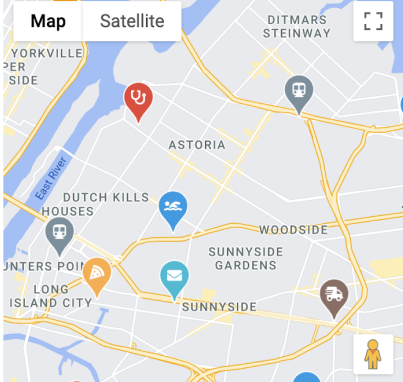 Map
Satellite
DITMARS
STEINWAY
YORKVILLE
PER
SIDE
ASTORIA
East River
DUTCH KILLS
HOUSES
WOODSIDE
SUNNYSIDE
GARDENS
UNTERS POIN
LONG
ISLAND CITY
SUNNYSIDE